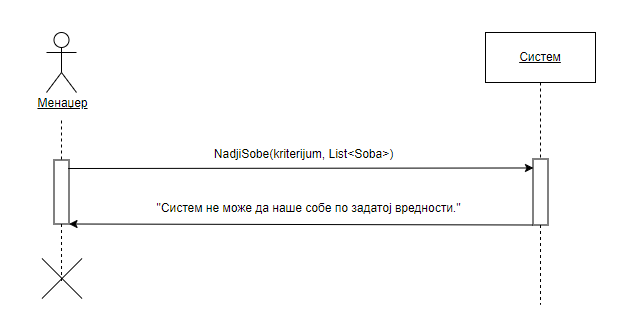 Систем
Менаџер
NadjiSobe(kriterijum, List<Soba>)
"Систем не може да наше собе по задатој вредности."